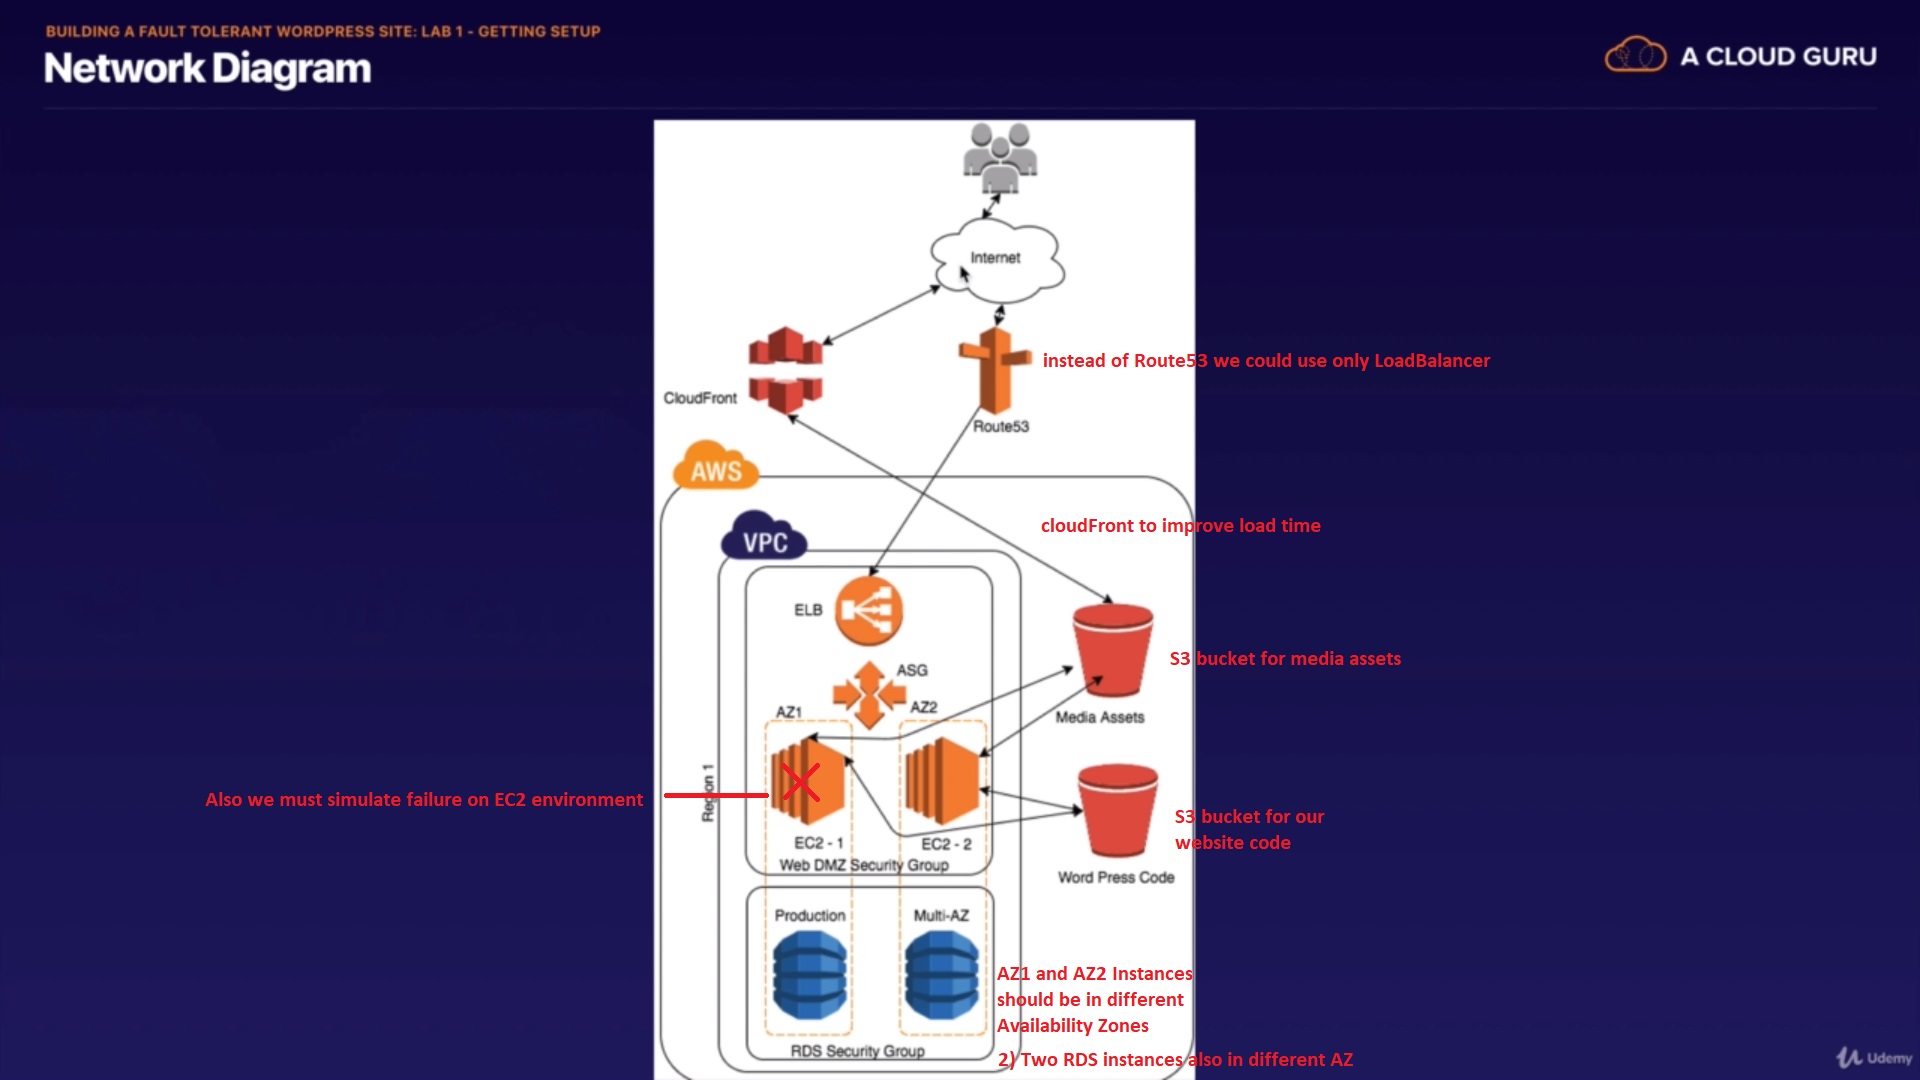 BUILDING A FAULT TOLERANT WORDPRESS SITE: LAB 1 - GETTING SETUP
Network Diagram
A CLOUD GURU
Internet
instead of Route53 we could use only LoadBalancer
CloudFront
Route53
AWS
cloudFront to improve load time
VPC
ELB
S3 bucket for media assets
ASG
AZ1
AZ2
Media Assets
Region 1
Also we must simulate failure on EC2 environment
S3 bucket for our
website code
EC2 - 1
EC2 - 2
Web DMZ Security Group
Word Press Code
Production
Multi-AZ
AZ1 and AZ2 Instances
should be in different
Availability Zones
RDS Security Group
2) Two RDS instances also in different AZ
Udemy